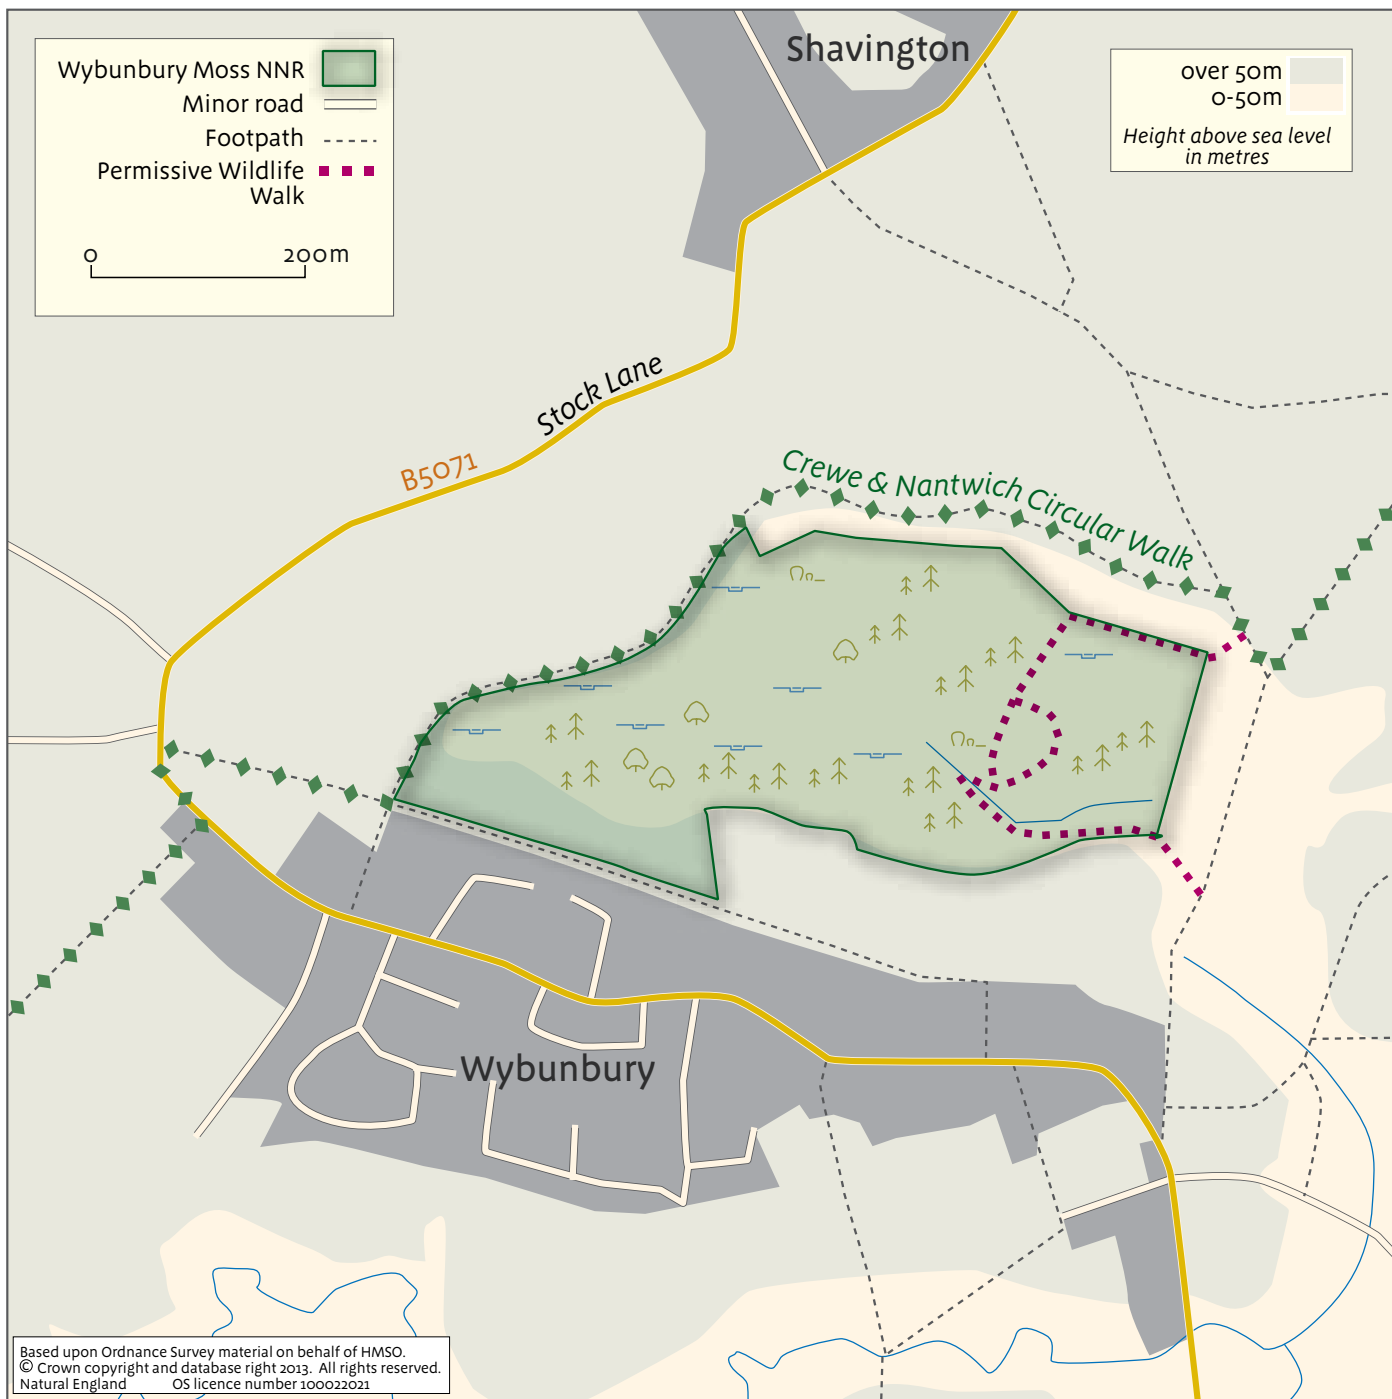 Wybunbury Moss NNR
Minor road
Footpath
Permissive Wildlife
Walk
0 200m
Shavington
over 50m
0-50m
Height above sea level
in metres
Stock Lane
B5071
Crewe & Nantwich Circular Walk
Wybunbury
Based upon Ordnance Survey material on behalf of HMSO.
© Crown copyright and database right 2013. All rights reserved.
Natural England OS licence number 100022021